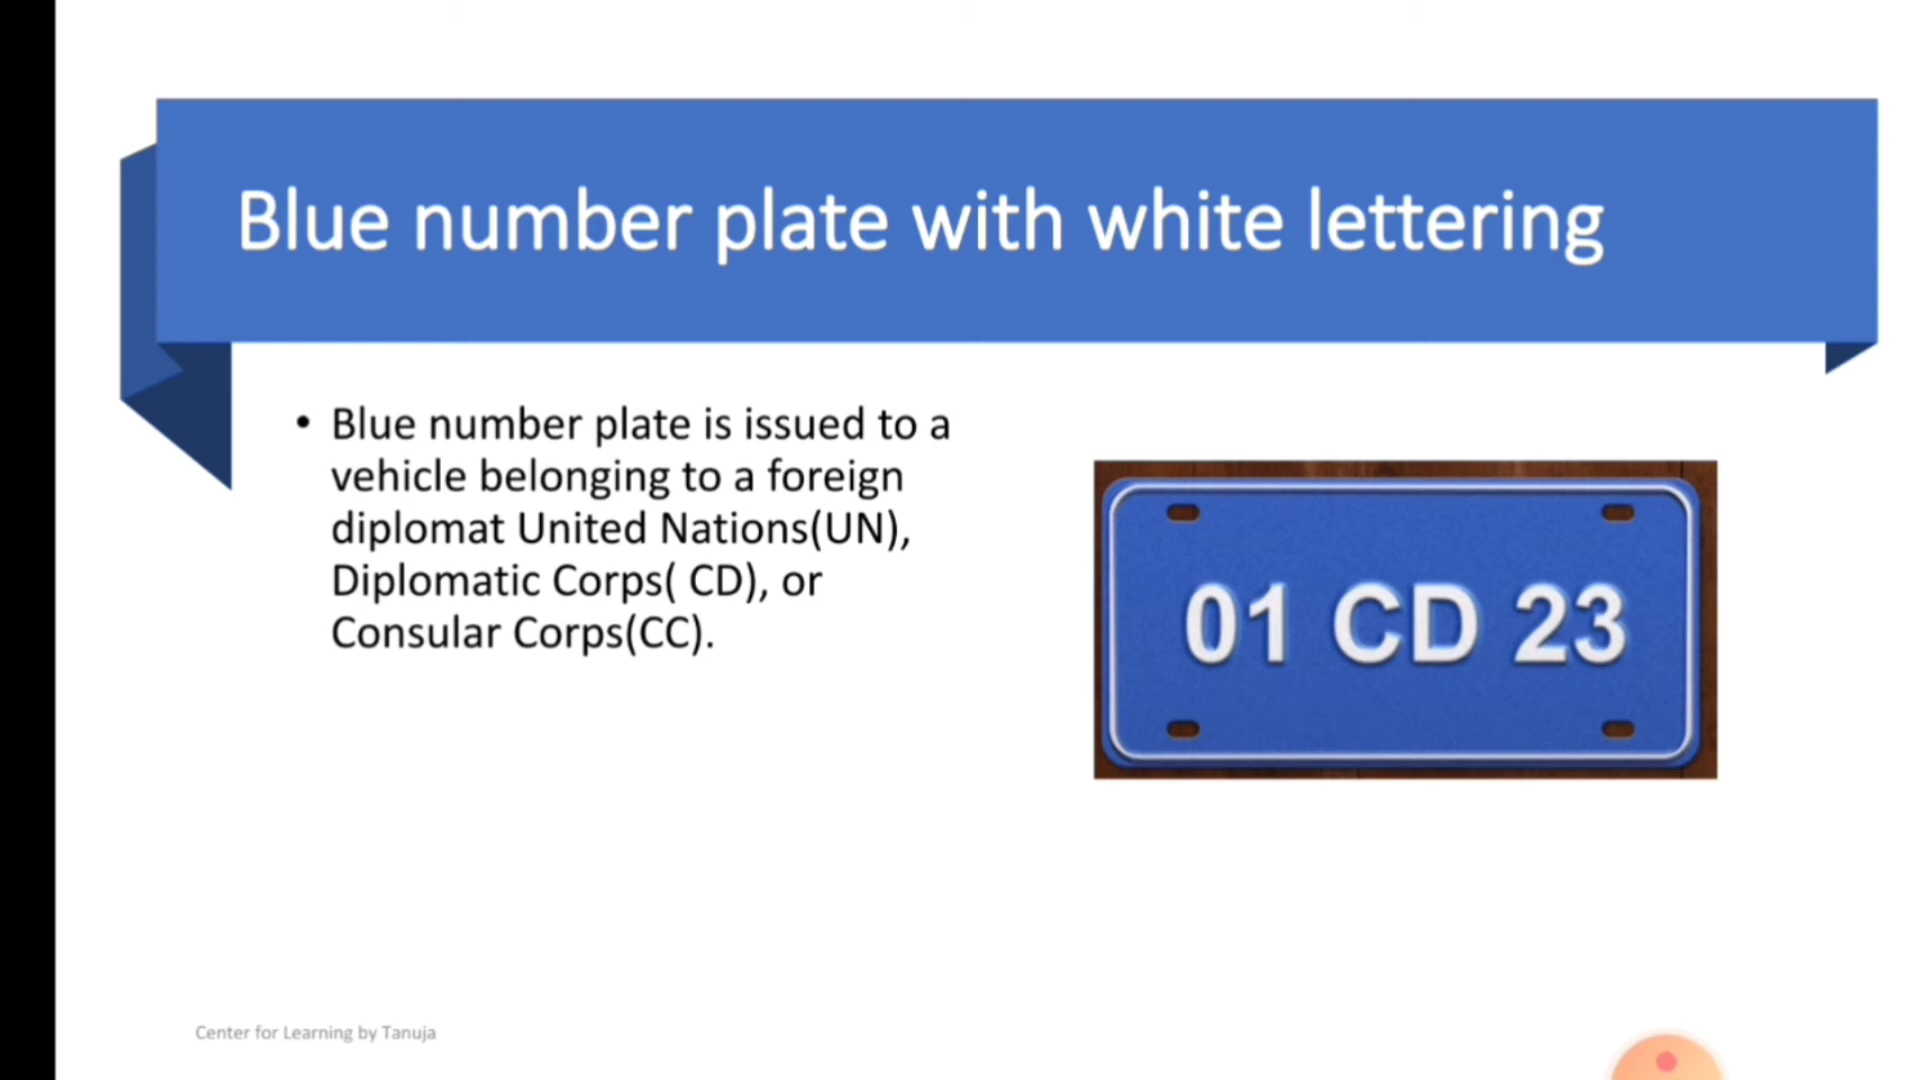 Blue number plate with white lettering
• Blue number plate is issued to a
vehicle belonging to a foreign
diplomat United Nations(UN),
Diplomatic Corps( CD), or
Consular Corps(CC).
01 CD 23
Center for Learning by Tanuja